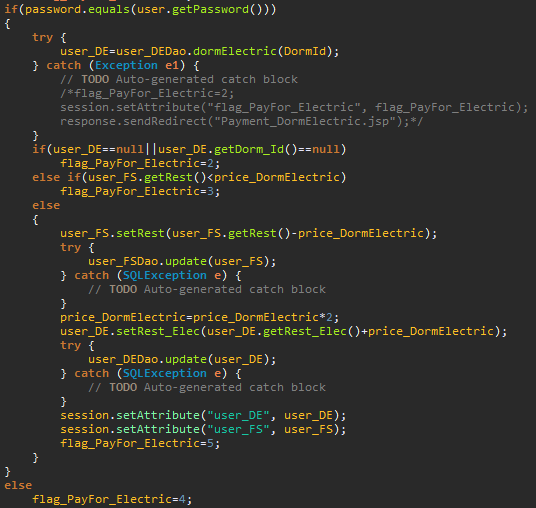 if(password.equals(user.getPassword()))
{
    try {
        user_DE=user_DEDao.dormElectric(DormId);
    } catch (Exception e1) {
        // TODO Auto-generated catch block
        /*flag_PayFor_Electric=2;
        session.setAttribute("flag_PayFor_Electric", flag_PayFor_Electric);
        response.sendRedirect("Payment_DormElectric.jsp");*/
    }
    if(user_DE==null||user_DE.getDorm_Id()==null)
        flag_PayFor_Electric=2;
    else if(user_FS.getRest()<price_DormElectric)
        flag_PayFor_Electric=3;
    else
    {
        user_FS.setRest(user_FS.getRest()-price_DormElectric);
        try {
            user_FSDao.update(user_FS);
        } catch (SQLException e) {
            // TODO Auto-generated catch block
        }
        price_DormElectric=price_DormElectric*2;
        user_DE.setRest_Elec(user_DE.getRest_Elec()+price_DormElectric);
        try {
            user_DEDao.update(user_DE);
        } catch (SQLException e) {
            // TODO Auto-generated catch block
        }
        session.setAttribute("user_DE", user_DE);
        session.setAttribute("user_FS", user_FS);
        flag_PayFor_Electric=5;
    }
}
else
    flag_PayFor_Electric=4;